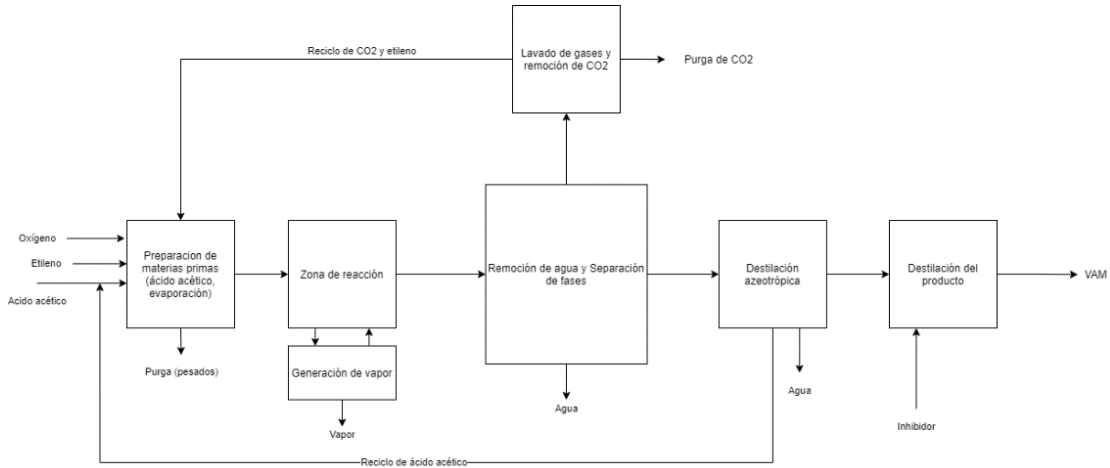 Reciclo de CO2 y etileno
Lavado de gases y
remoción de CO2
Purga de CO2
Oxígeno
Etileno
Acido acético
Preparacion de
materias primas
(ácido acético,
evaporación)
Zona de reacción
Remoción de agua y Separación
de fases
Destilación
azeotrópica
Destilación del
producto
VAM
Purga (pesados)
Generación de vapor
Vapor
Agua
Agua
Inhibidor
Reciclo de ácido acético